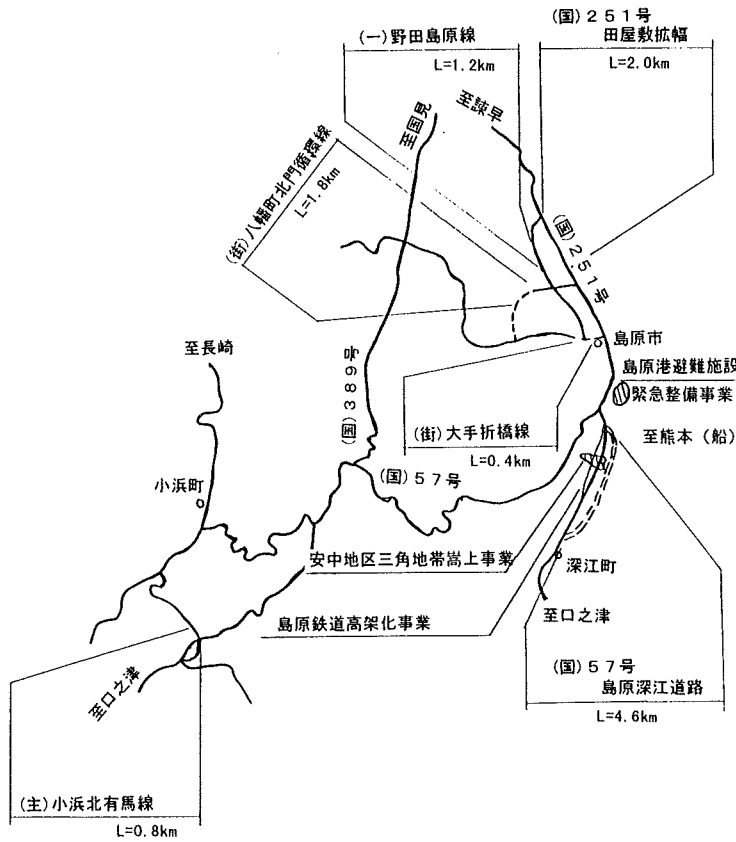 (国)251号
(一)野田島原線
田屋敷拡幅
L=1.2km
L=2.0km
至国見
至諫早
(街)八幡町北門循環線
L=1.8km
(国)251号
至長崎
(国)389号
島原市
島原港避難施設
緊急整備事業
(街)大手折橋線
至熊本(船)
L=0.4km
(国)57号
小浜町
安中地区三角地帯嵩上事業
深江町
至口之津
島原鉄道高架化事業
至口之津
(国)57号
島原深江道路
L=4.6km
(主)小浜北有馬線
L=0.8km